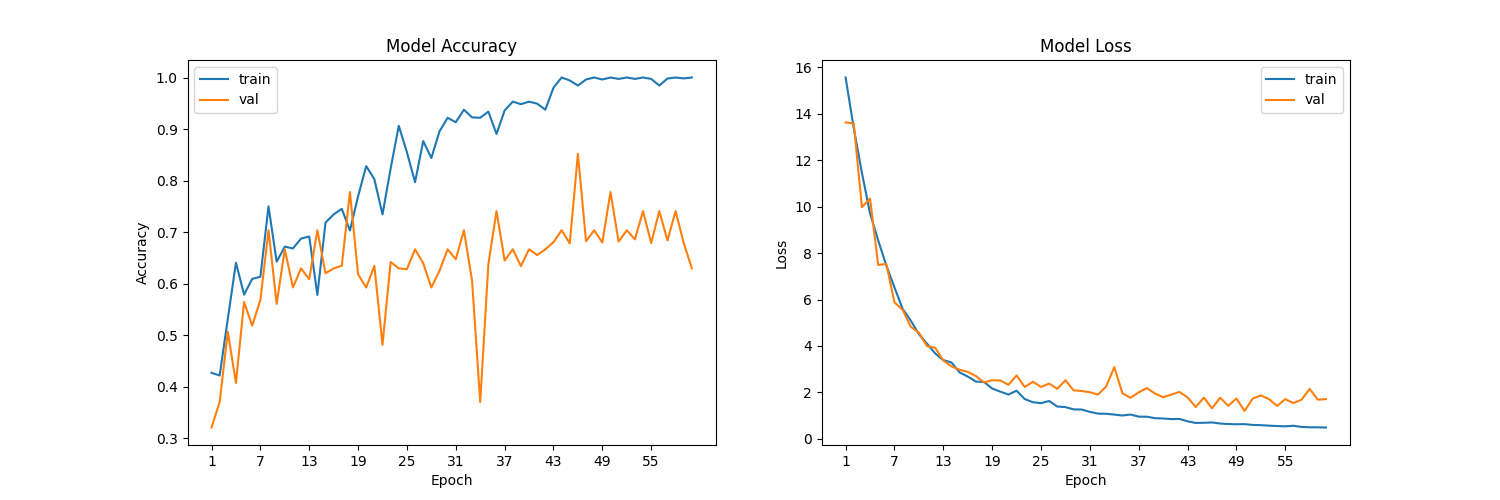 Model Accuracy
train
val
1.0
0.9
0.8
0.7
0.6
0.5
0.4
0.3
Accuracy
1 7 13 19 25 31 37 43 49 55
Epoch
Model Loss
train
val
16
14
12
10
8
6
4
2
0
Loss
1 7 13 19 25 31 37 43 49 55
Epoch